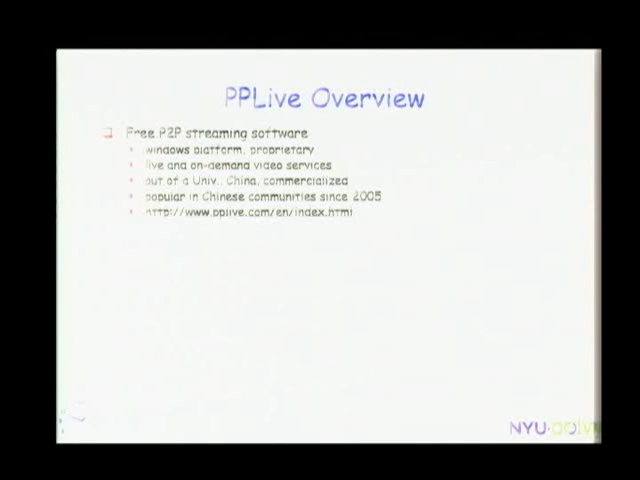 PPLive Overview
Free P2P streaming software
windows platform, proprietary
live and on-demand video services
out of a Univ., China, commercialized
popular in Chinese communities since 2005
http://www.pplive.com/en/index.html
NYU·poly